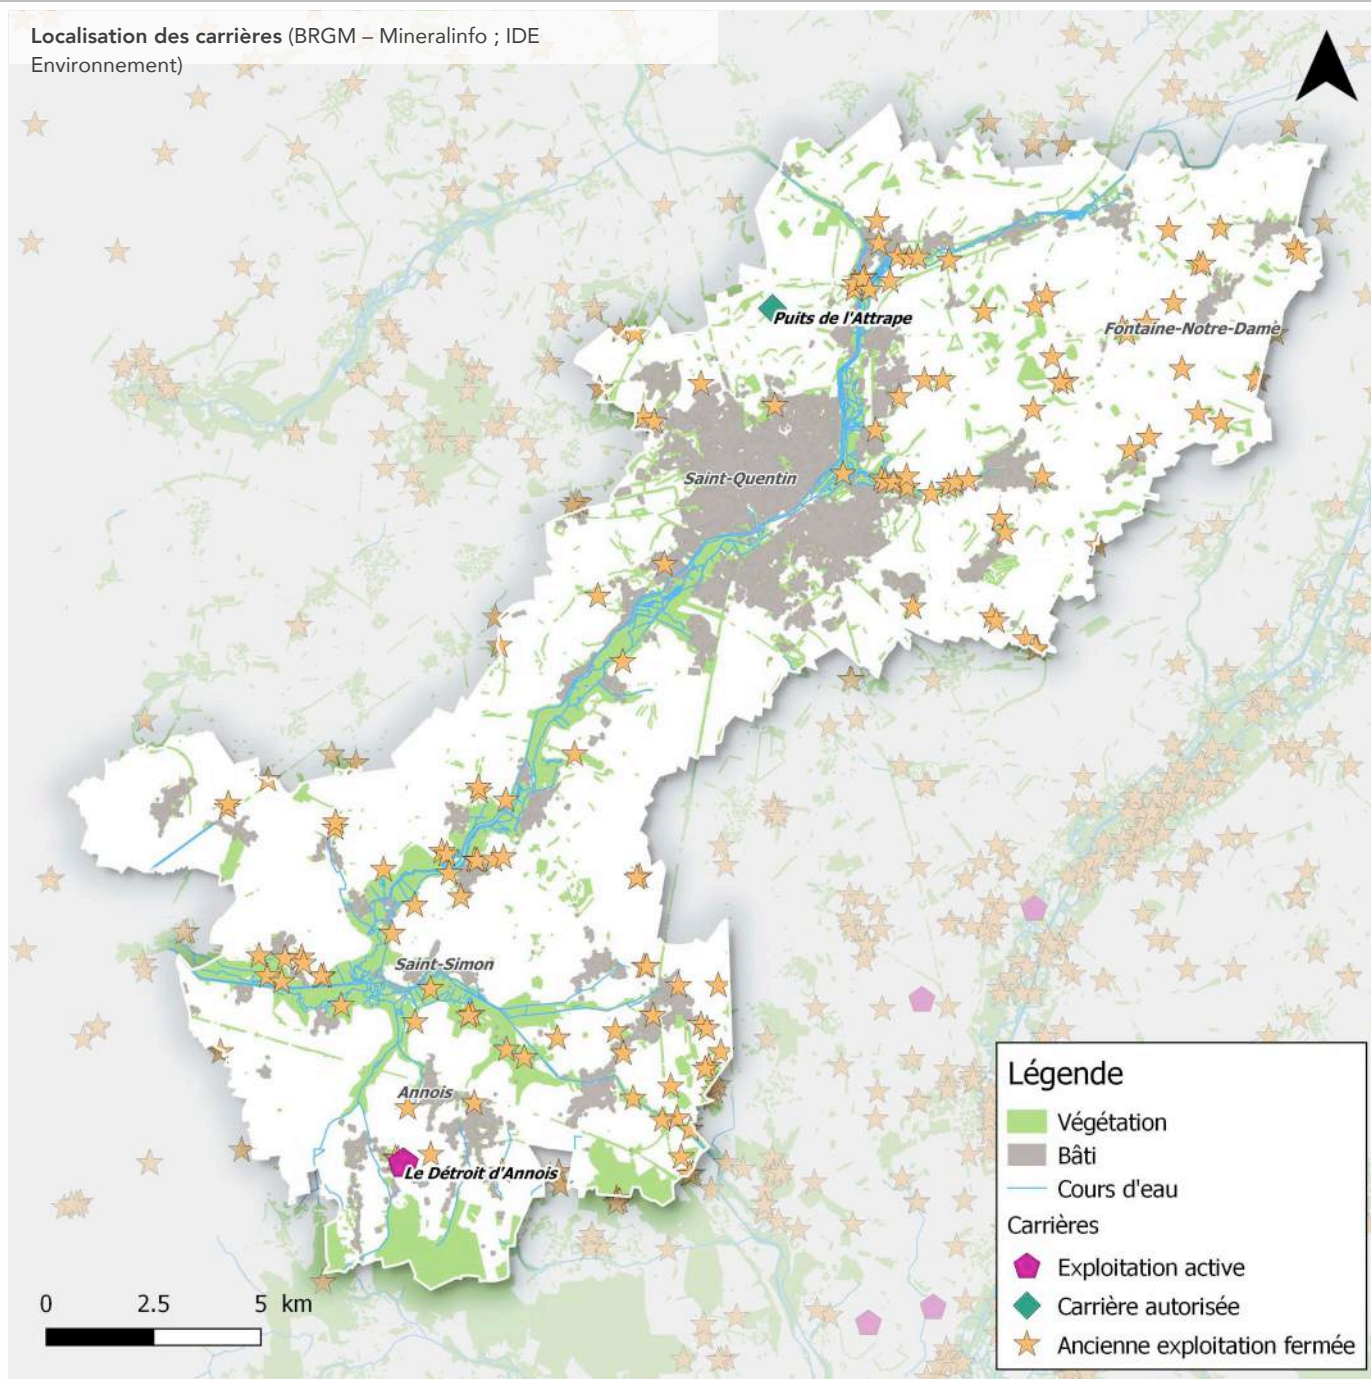 Localisation des carrières (BRGM – Mineralinfo ; IDE
Environnement)
Puits de l'Attrape
Fontaine-Notre-Dame
Saint-Quentin
Saint-Simon
Annois
Le Détroit d'Annois
Légende
Végétation
Bâti
Cours d'eau
Carrières
Exploitation active
Carrière autorisée
Ancienne exploitation fermée
0 2.5 5 km